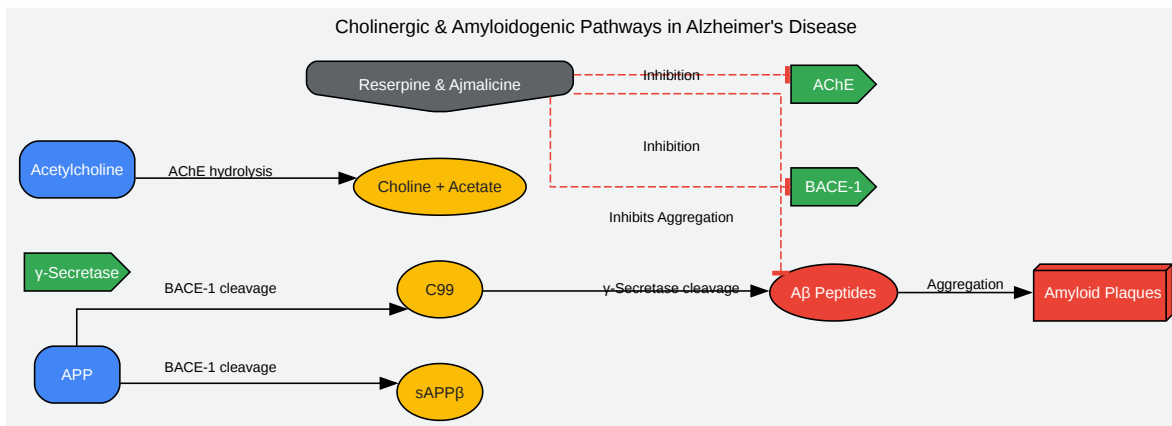 Cholinergic & Amyloidogenic Pathways in Alzheimer's Disease
Reserpine & Ajmalicine
Inhibition
AChE
Inhibition
Acetylcholine
AChE hydrolysis
Choline + Acetate
BACE-1
Inhibits Aggregation
γ-Secretase
BACE-1 cleavage
C99
γ-Secretase cleavage
Aβ Peptides
Aggregation
Amyloid Plaques
APP
BACE-1 cleavage
sAPPβ